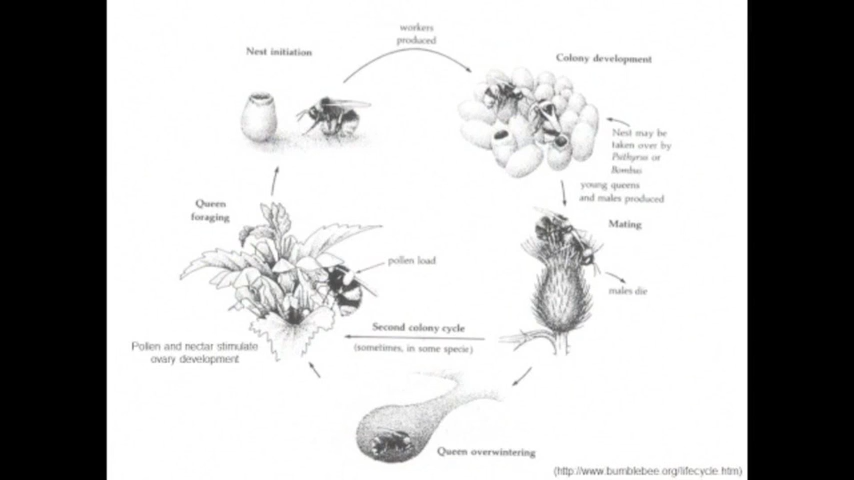 workers
produced
Nest initiation
Colony development
Nest may be
taken over by
Psithyrus or
Bombus
young queens
and males produced
Queen
foraging
Mating
pollen load
males die
Second colony cycle
(sometimes, in some specie)
Pollen and nectar stimulate
ovary development
Queen overwintering
(http://www.bumblebee.org/lifecycle.htm)